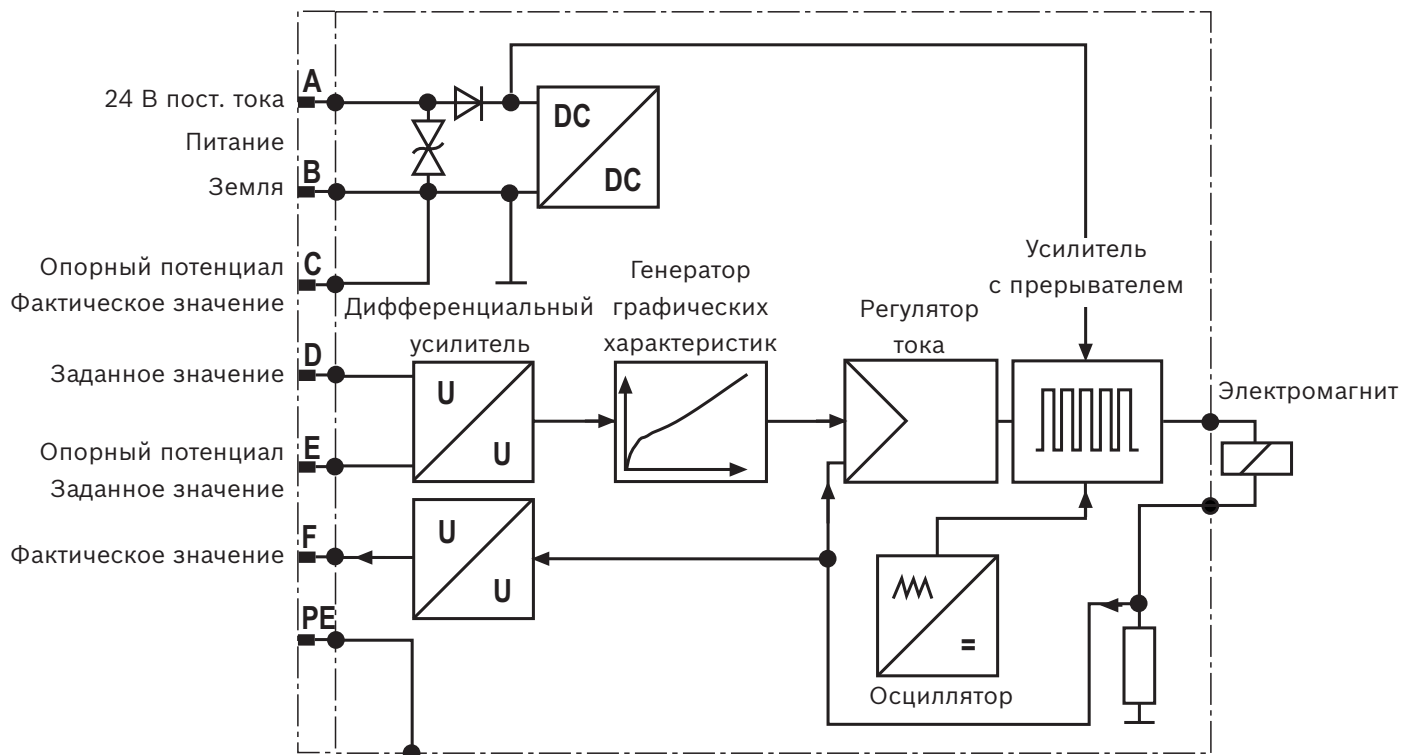 A
24 В пост. тока
DC
DC
Питание
B
Земля
C
Опорный потенциал
Фактическое значение
Дифференциальный
усилитель
Генератор
графических
характеристик
Регулятор
тока
Усилитель
с прерывателем
D
Заданное значение
U
U
Электромагнит
E
Опорный потенциал
Заданное значение
F
Фактическое значение
U
U
=
Осциллятор
PE